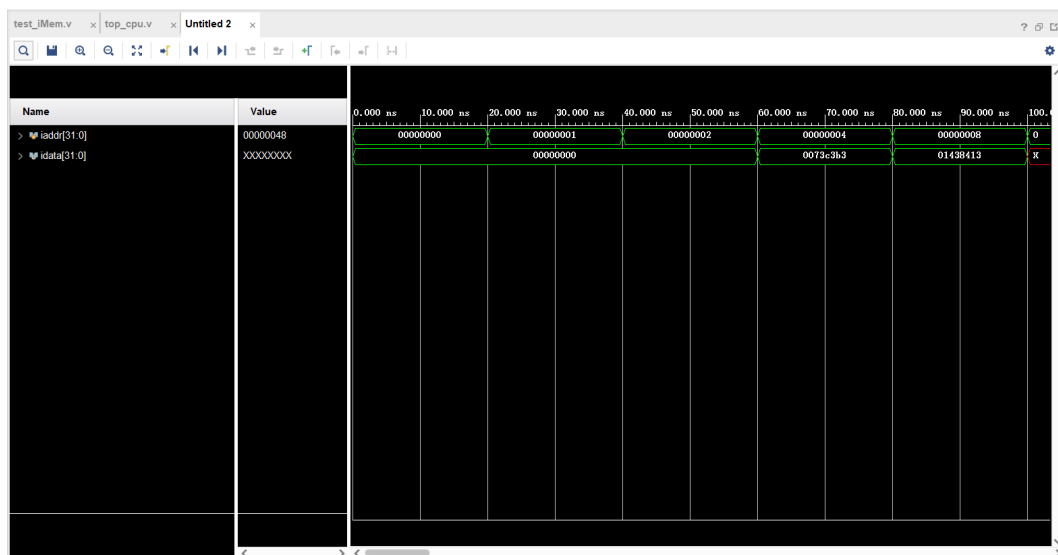 test_iMem.v × top_cpu.v × Untitled 2 ×
?
Name Value
0.000 ns 10.000 ns 20.000 ns 30.000 ns 40.000 ns 50.000 ns 60.000 ns 70.000 ns 80.000 ns 90.000 ns 100.
> iaddr[31:0] 00000048 00000000 00000001 00000002 00000004 00000008 0
> idata[31:0] XXXXXXXX 00000000 0073c3b3 01438413 X